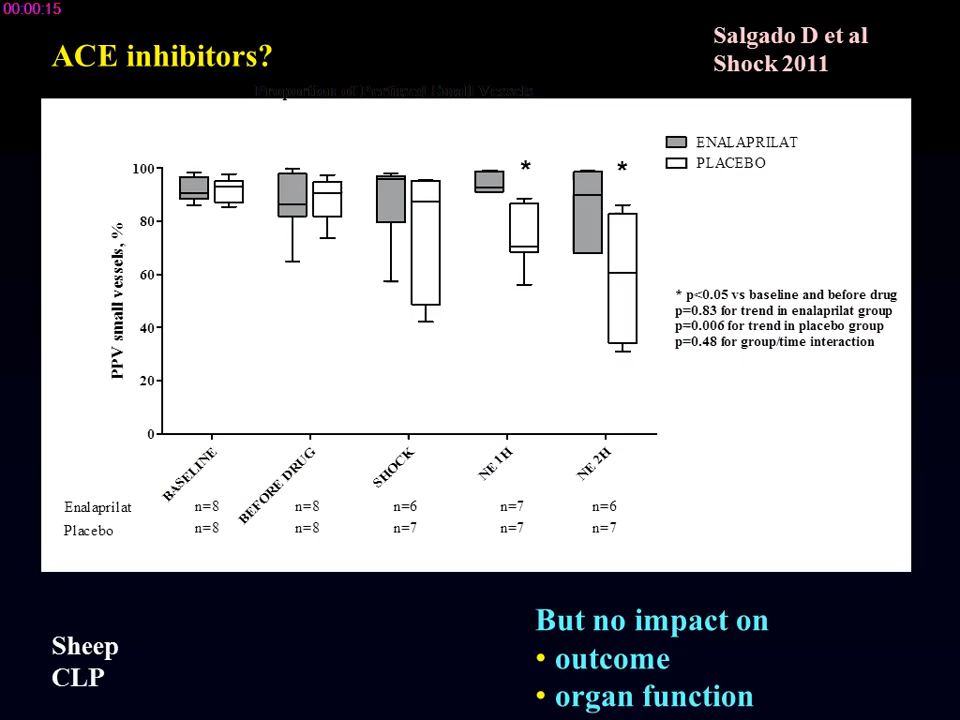 00:00:15
ACE inhibitors?
Salgado D et al
Shock 2011
Proportion of Perfused Small Vessels
ENALAPRILAT
PLACEBO
PPV small vessels, %
100
80
60
40
20
0
*
*
* p<0.05 vs baseline and before drug
p=0.83 for trend in enalaprilat group
p=0.006 for trend in placebo group
p=0.48 for group/time interaction
BASELINE
BEFORE DRUG
SHOCK
NE 1H
NE 2H
Enalaprilat n=8 n=8 n=6 n=7 n=6
Placebo n=8 n=8 n=7 n=7 n=7
Sheep
CLP
But no impact on
• outcome
• organ function